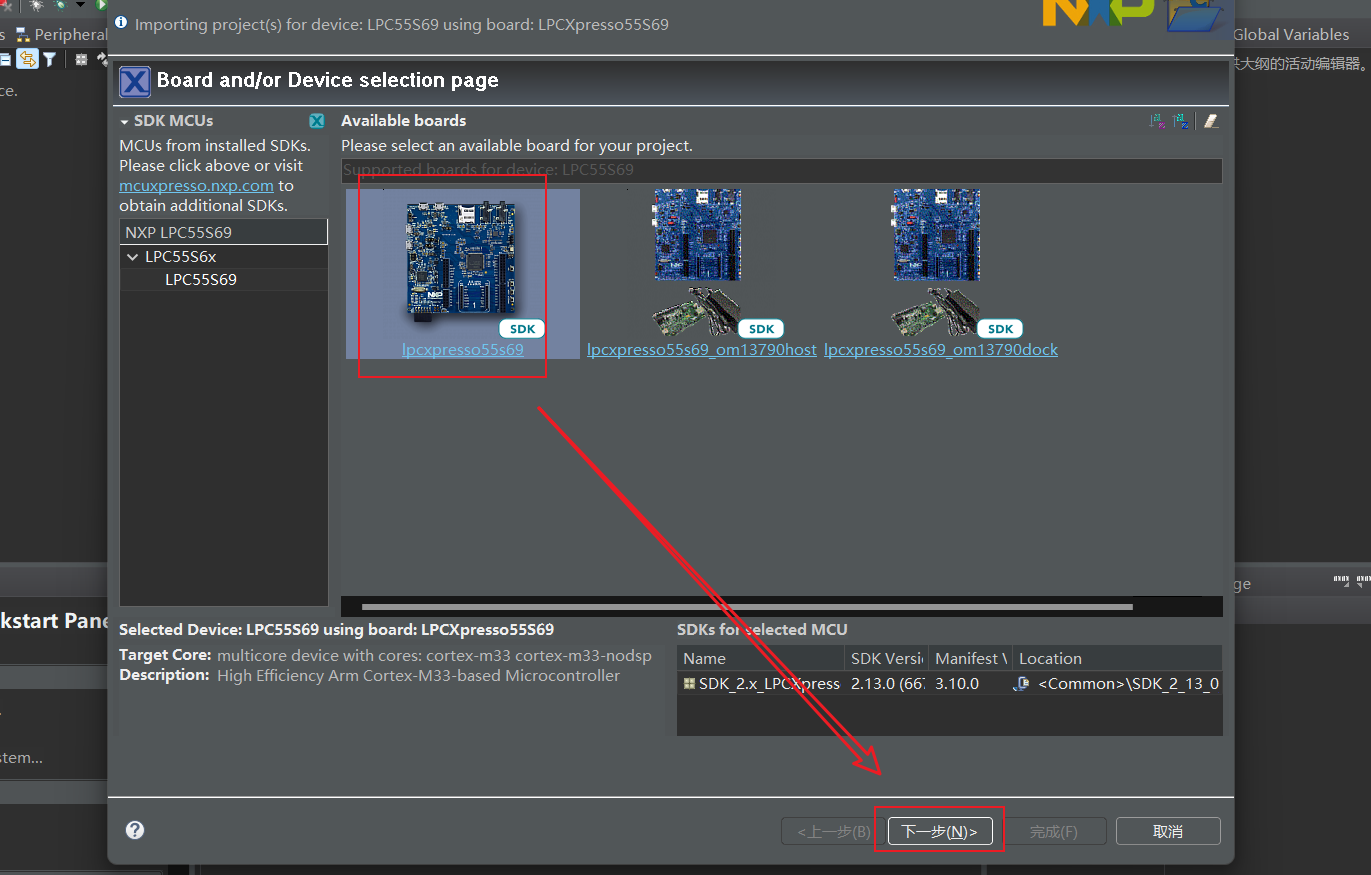 Importing project(s) for device: LPC55S69 using board: LPCXpresso55S69
NXP
s Peripheral
Global Variables
ce.
大纲的活动编辑器。
Board and/or Device selection page
SDK MCUs
MCUs from installed SDKs.
Please click above or visit
mcuxpresso.nxp.com to
obtain additional SDKs.
NXP LPC55S69
LPC55S6x
LPC55S69
Available boards
Please select an available board for your project.
Supported boards for device: LPC55S69
SDK
lpcxpresso55s69
SDK
lpcxpresso55s69_om13790host
SDK
lpcxpresso55s69_om13790dock
ge
kstart Pane
Selected Device: LPC55S69 using board: LPCXpresso55S69
Target Core: multicore device with cores: cortex-m33 cortex-m33-nodsp
Description: High Efficiency Arm Cortex-M33-based Microcontroller
SDKs for selected MCU
Name SDK Versi Manifest V Location
SDK_2.x_LPCXpress 2.13.0 (667 3.10.0 <Common>\SDK_2_13_0
stem...
<上一步(B) 下一步(N)> 完成(F) 取消